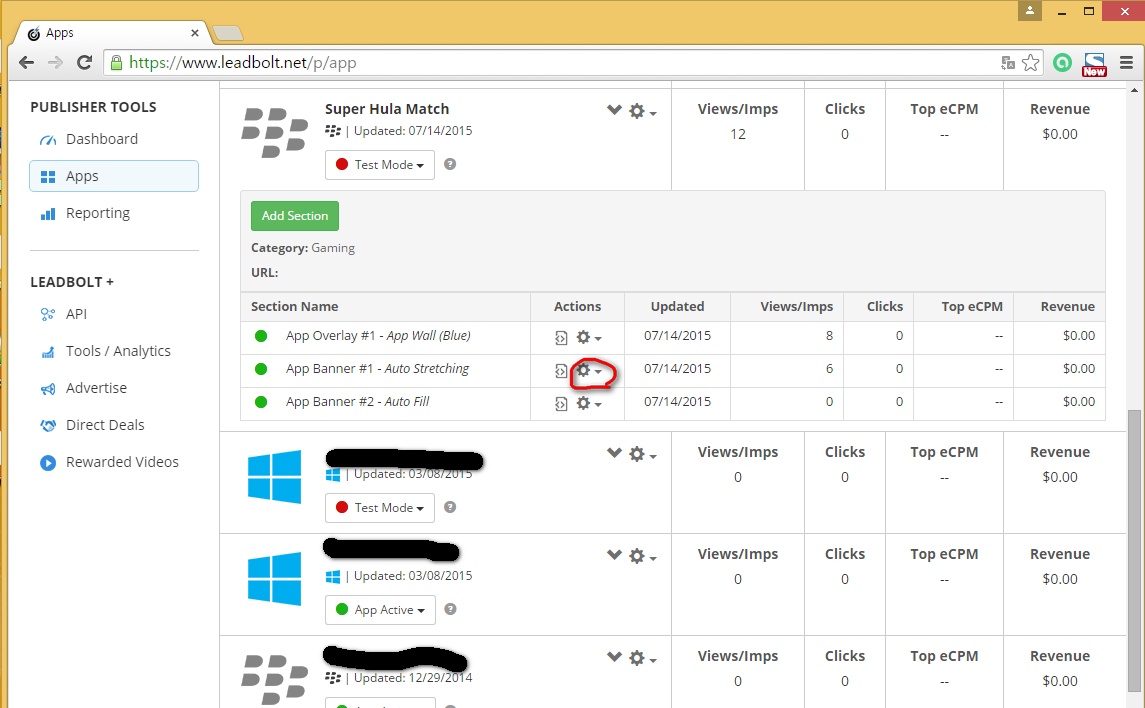 Apps
https://www.leadbolt.net/p/app
New
PUBLISHER TOOLS
Dashboard
Apps
Reporting
LEADBOLT +
API
Tools / Analytics
Advertise
Direct Deals
Rewarded Videos
Super Hula Match
| Updated: 07/14/2015
Test Mode
Views/Imps Clicks Top eCPM Revenue
12 0 -- $0.00
Add Section
Category: Gaming
URL:
Section Name Actions Updated Views/Imps Clicks Top eCPM Revenue
App Overlay #1 - App Wall (Blue) 07/14/2015 8 0 -- $0.00
App Banner #1 - Auto Stretching 07/14/2015 6 0 -- $0.00
App Banner #2 - Auto Fill 07/14/2015 0 0 -- $0.00
| Updated: 03/08/2015
Test Mode
Views/Imps Clicks Top eCPM Revenue
0 0 -- $0.00
| Updated: 03/08/2015
App Active
Views/Imps Clicks Top eCPM Revenue
0 0 -- $0.00
| Updated: 12/29/2014
Views/Imps Clicks Top eCPM Revenue
0 0 -- $0.00